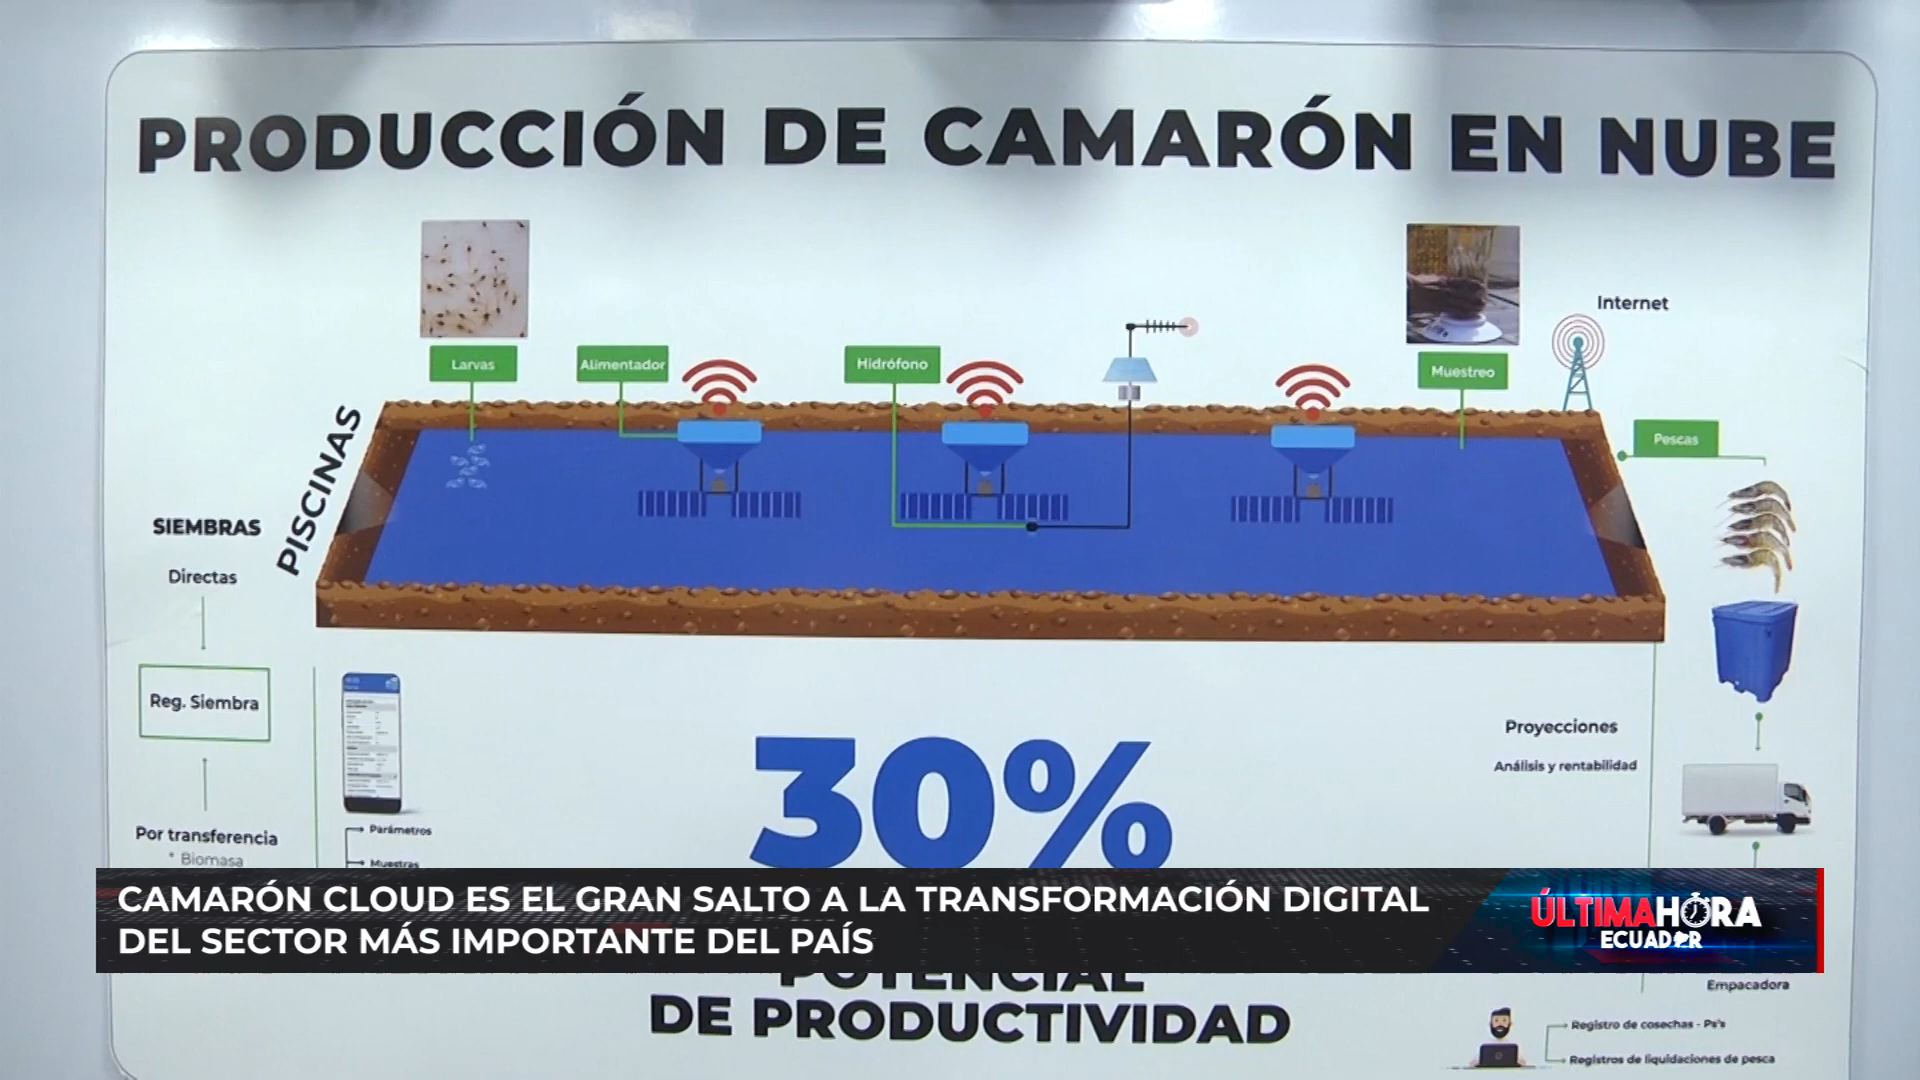 PRODUCCIÓN DE CAMARÓN EN NUBE
Internet
Larvas
Alimentador
Hidrófono
Muestreo
Pescas
PISCINAS
SIEMBRAS
Directas
Reg. Siembra
Por transferencia
* Biomasa
Parámetros
Muestras
30%
Proyecciones
Análisis y rentabilidad
CAMARÓN CLOUD ES EL GRAN SALTO A LA TRANSFORMACIÓN DIGITAL
DEL SECTOR MÁS IMPORTANTE DEL PAÍS
ÚLTIMAHORA
ECUADOR
POTENCIAL
DE PRODUCTIVIDAD
Empacadora
Registro de cosechas - Ps's
Registros de liquidaciones de pesca